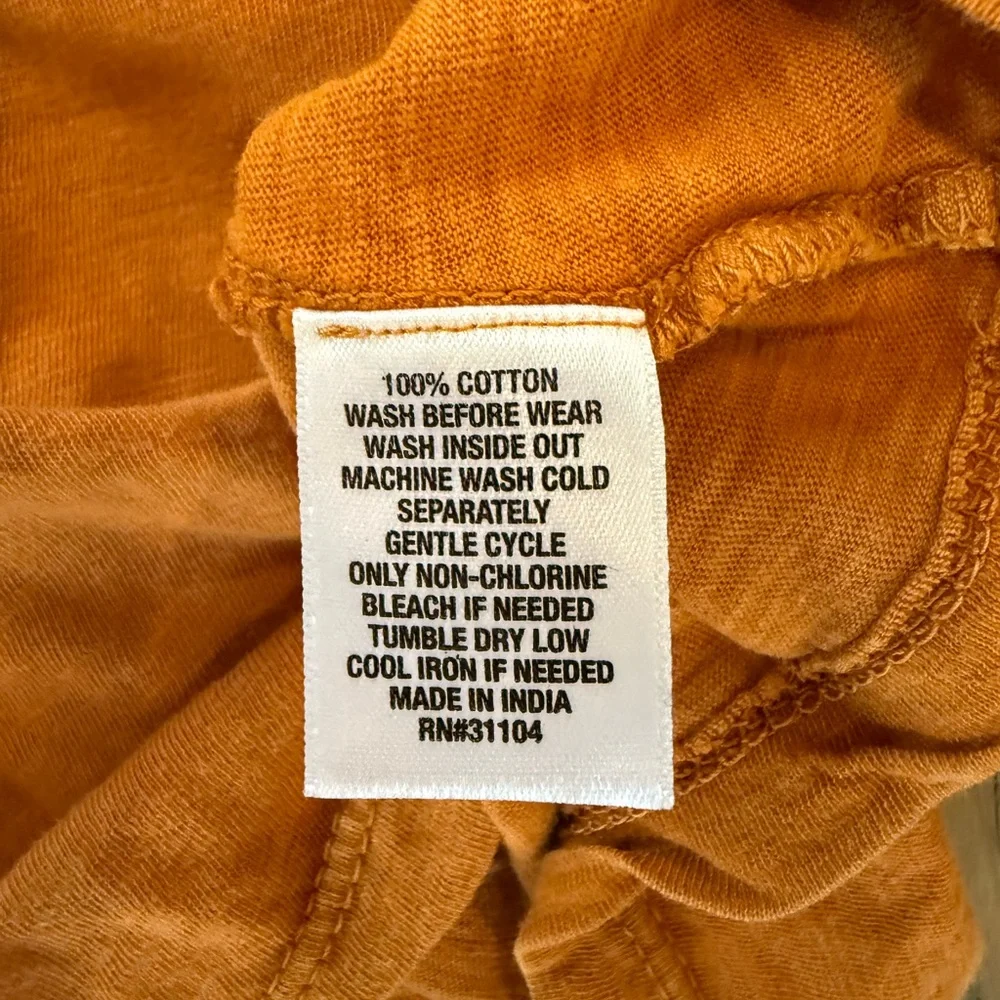 100% COTTON
WASH BEFORE WEAR
WASH INSIDE OUT
MACHINE WASH COLD
SEPARATELY
GENTLE CYCLE
ONLY NON-CHLORINE
BLEACH IF NEEDED
TUMBLE DRY LOW
COOL IRON IF NEEDED
MADE IN INDIA
RN#31104